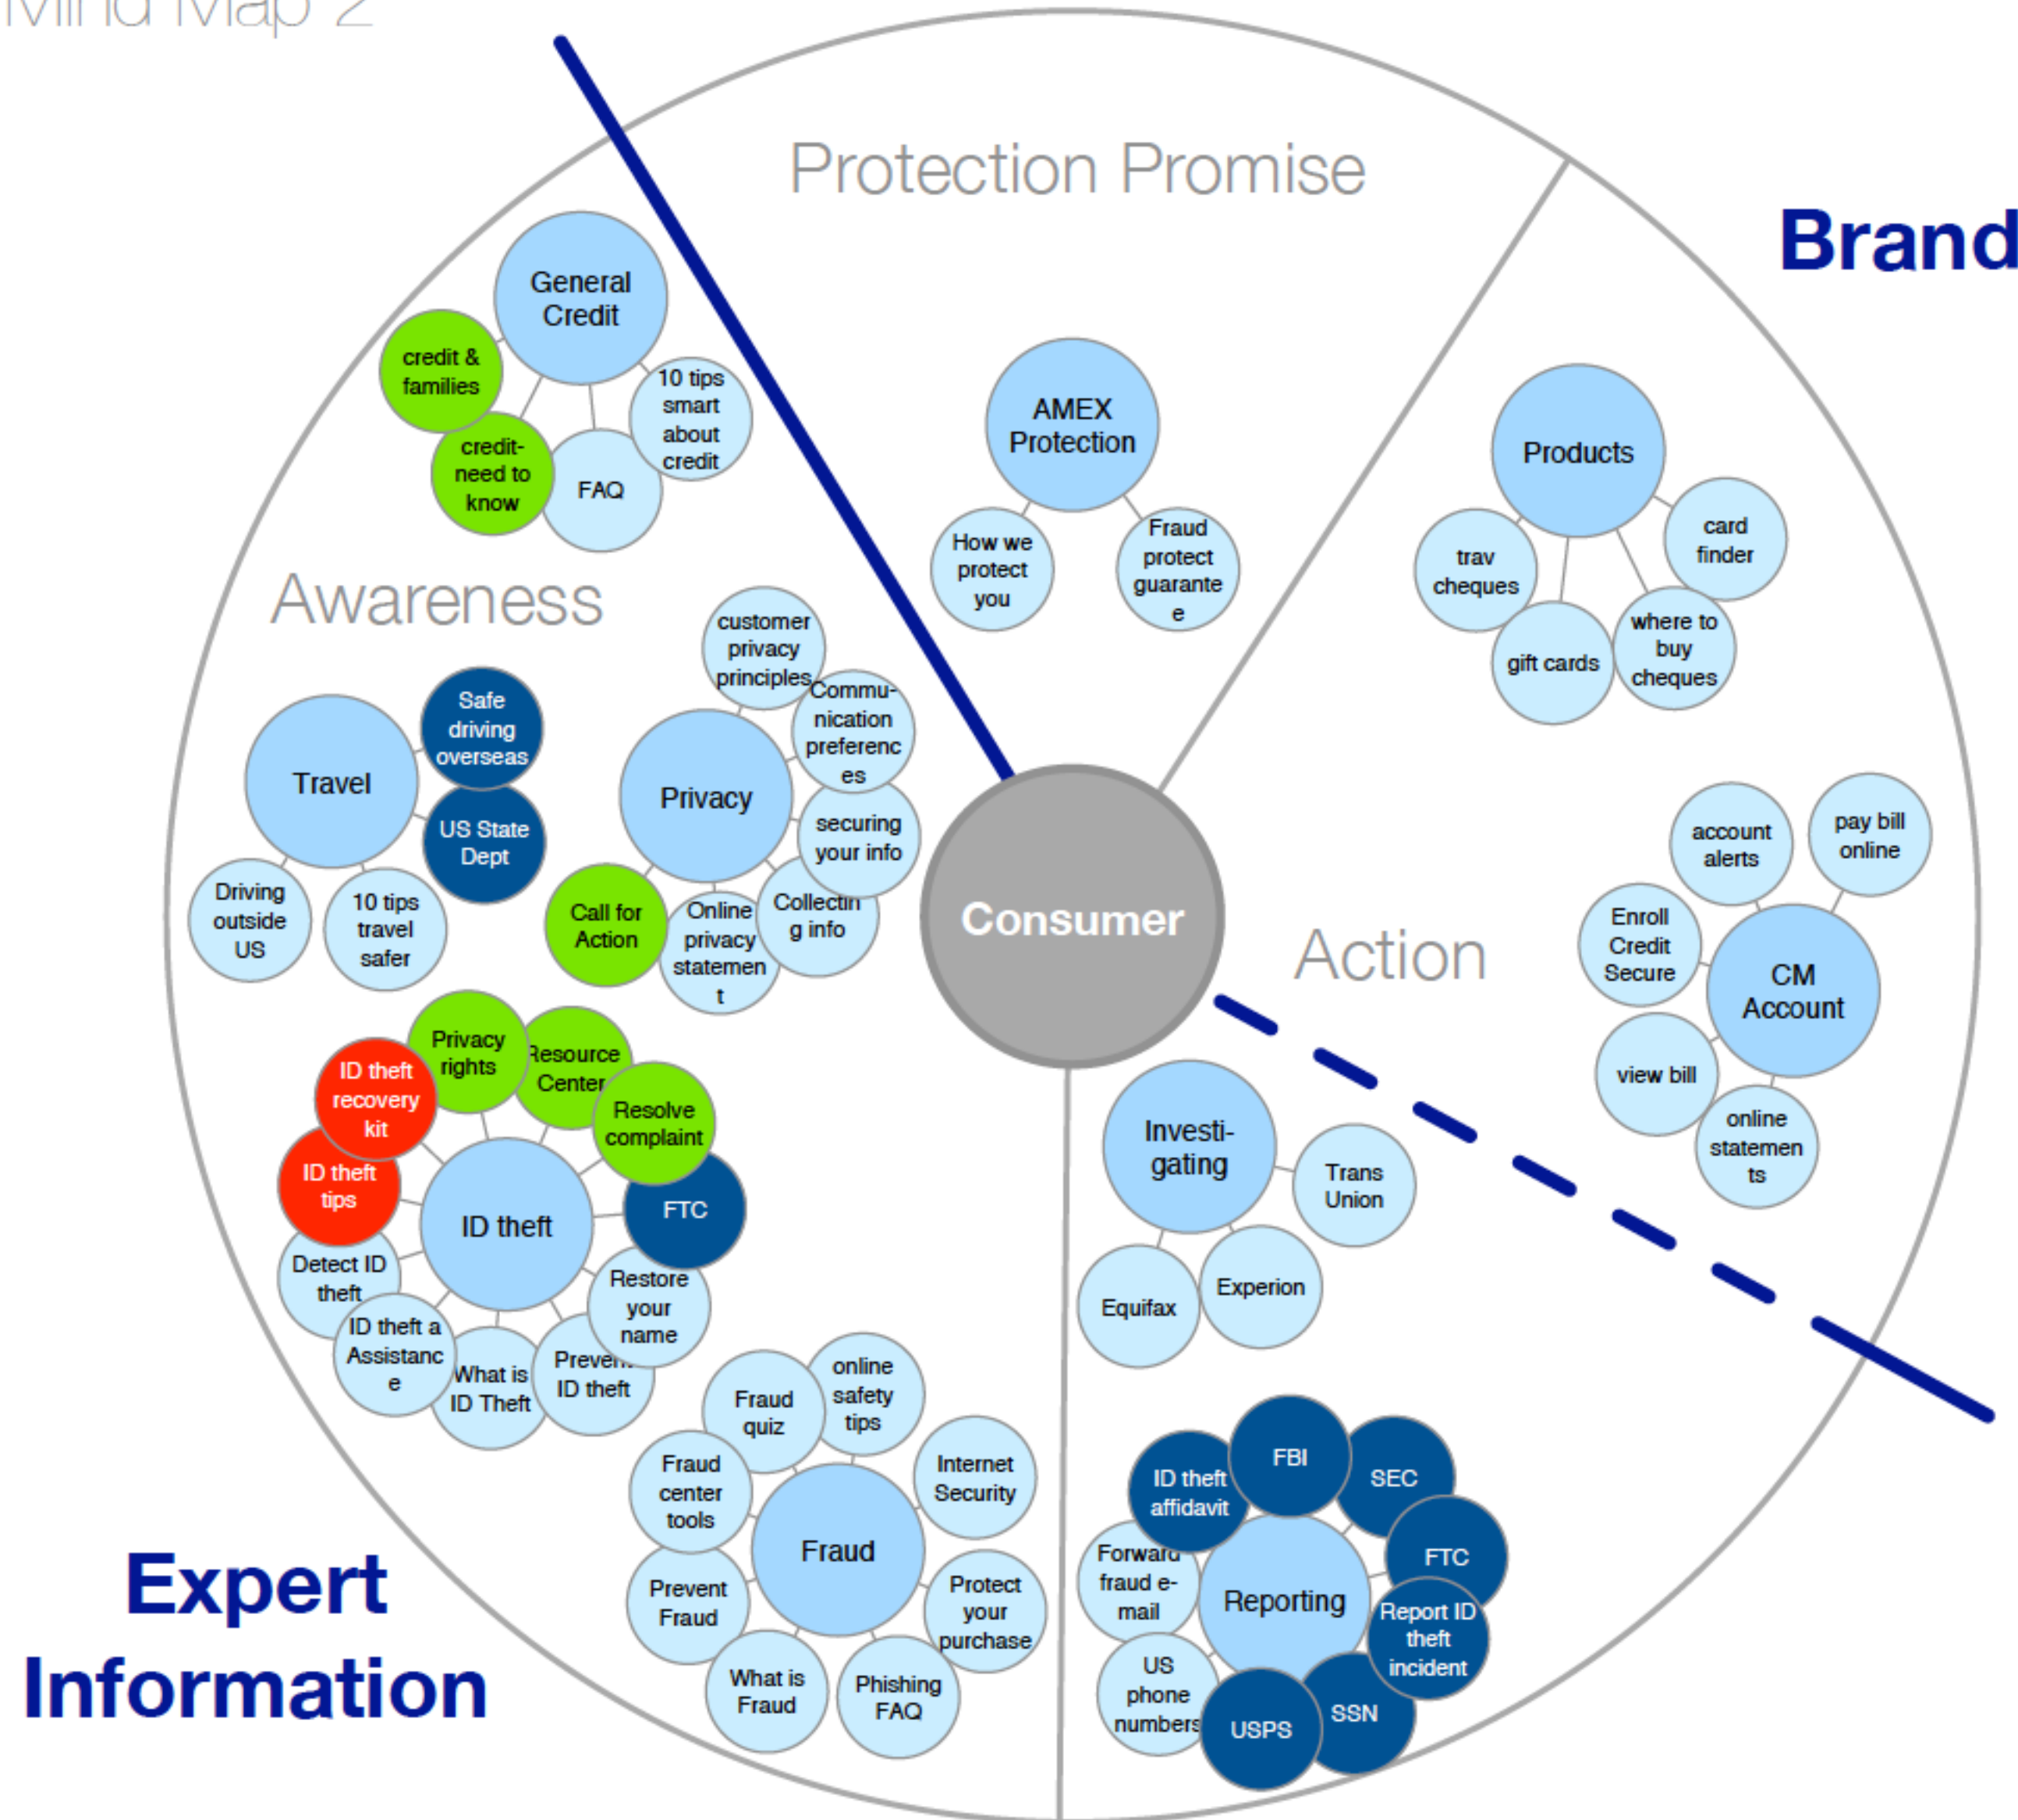 Mind Map 2
Protection Promise
Brand
General
Credit
credit &
families
credit-
need to
know
FAQ
10 tips
smart
about
credit
AMEX
Protection
How we
protect
you
Fraud
protect
guarante
e
Products
trav
cheques
gift cards
where to
buy
cheques
card
finder
Awareness
Travel
Safe
driving
overseas
US State
Dept
Driving
outside
US
10 tips
travel
safer
Privacy
customer
privacy
principles
Commu-
nication
preferenc
es
securing
your info
Collectin
g info
Online
privacy
statemen
t
Call for
Action
Consumer
Action
CM
Account
account
alerts
pay bill
online
Enroll
Credit
Secure
view bill
online
statemen
ts
ID theft
Privacy
rights
Resource
Center
Resolve
complaint
FTC
Restore
your
name
Prevent
ID theft
What is
ID Theft
ID theft a
Assistanc
e
Detect ID
theft
ID theft
tips
ID theft
recovery
kit
Investi-
gating
Trans
Union
Experion
Equifax
Fraud
Fraud
quiz
online
safety
tips
Internet
Security
Protect
your
purchase
Phishing
FAQ
What is
Fraud
Prevent
Fraud
Fraud
center
tools
Reporting
ID theft
affidavit
FBI
SEC
FTC
Report ID
theft
incident
SSN
USPS
US
phone
numbers
Forward
fraud e-
mail
Expert
Information